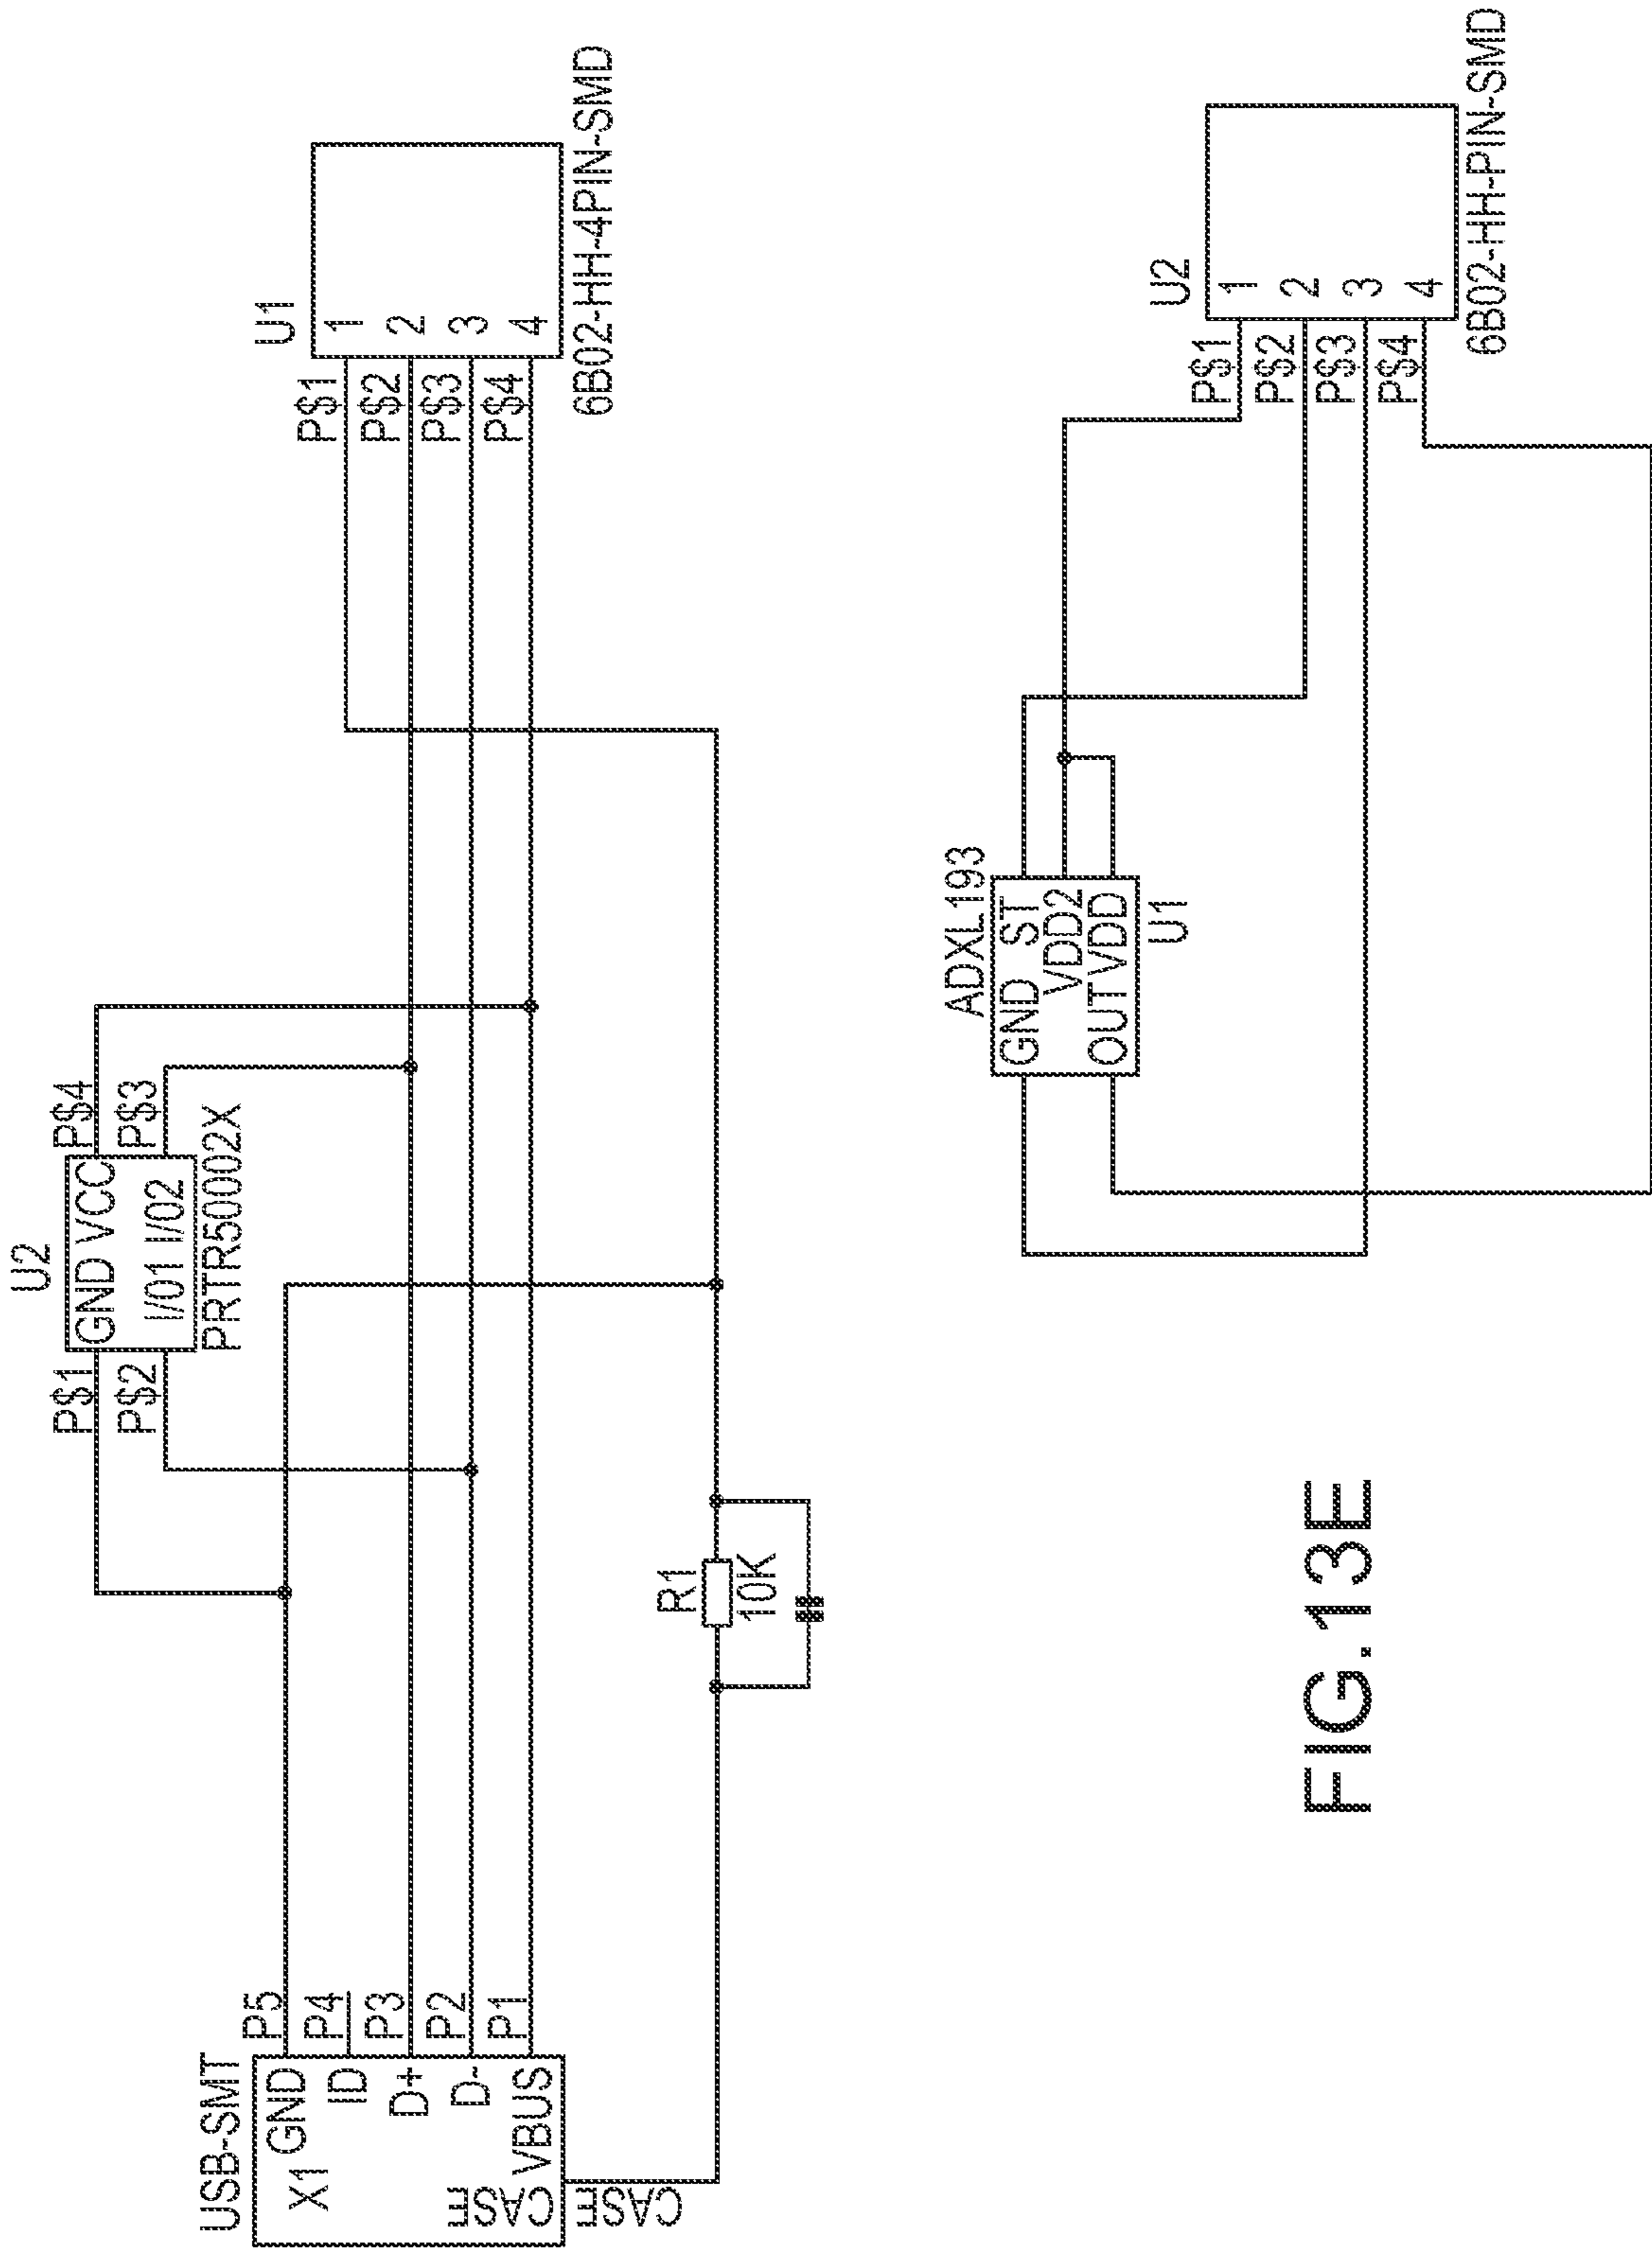 U2
P$1 GND VCC P$4
P$2 I/01 I/02 P$3
PRTR50002X
USB-SMT
GND P5
X1
ID P4
D+ P3
D- P2
VBUS P1
CASE
CASE
U1
P$1 1
P$2 2
P$3 3
P$4 4
6B02-HH-4PIN-SMD
R1
10K
ADXL193
GND ST
VDD2
OUT VDD
U1
U2
P$1 1
P$2 2
P$3 3
P$4 4
6B02-HH-PIN-SMD
FIG.13E